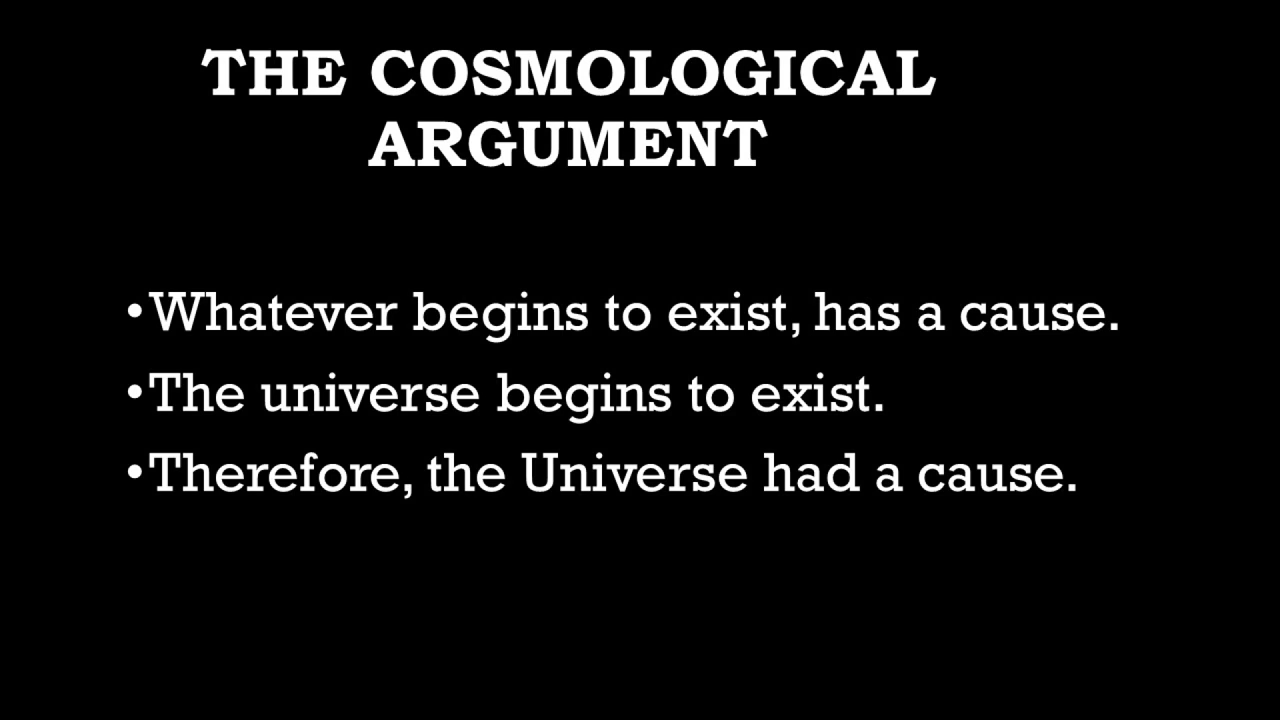 THE COSMOLOGICAL
ARGUMENT
•Whatever begins to exist, has a cause.
•The universe begins to exist.
•Therefore, the Universe had a cause.